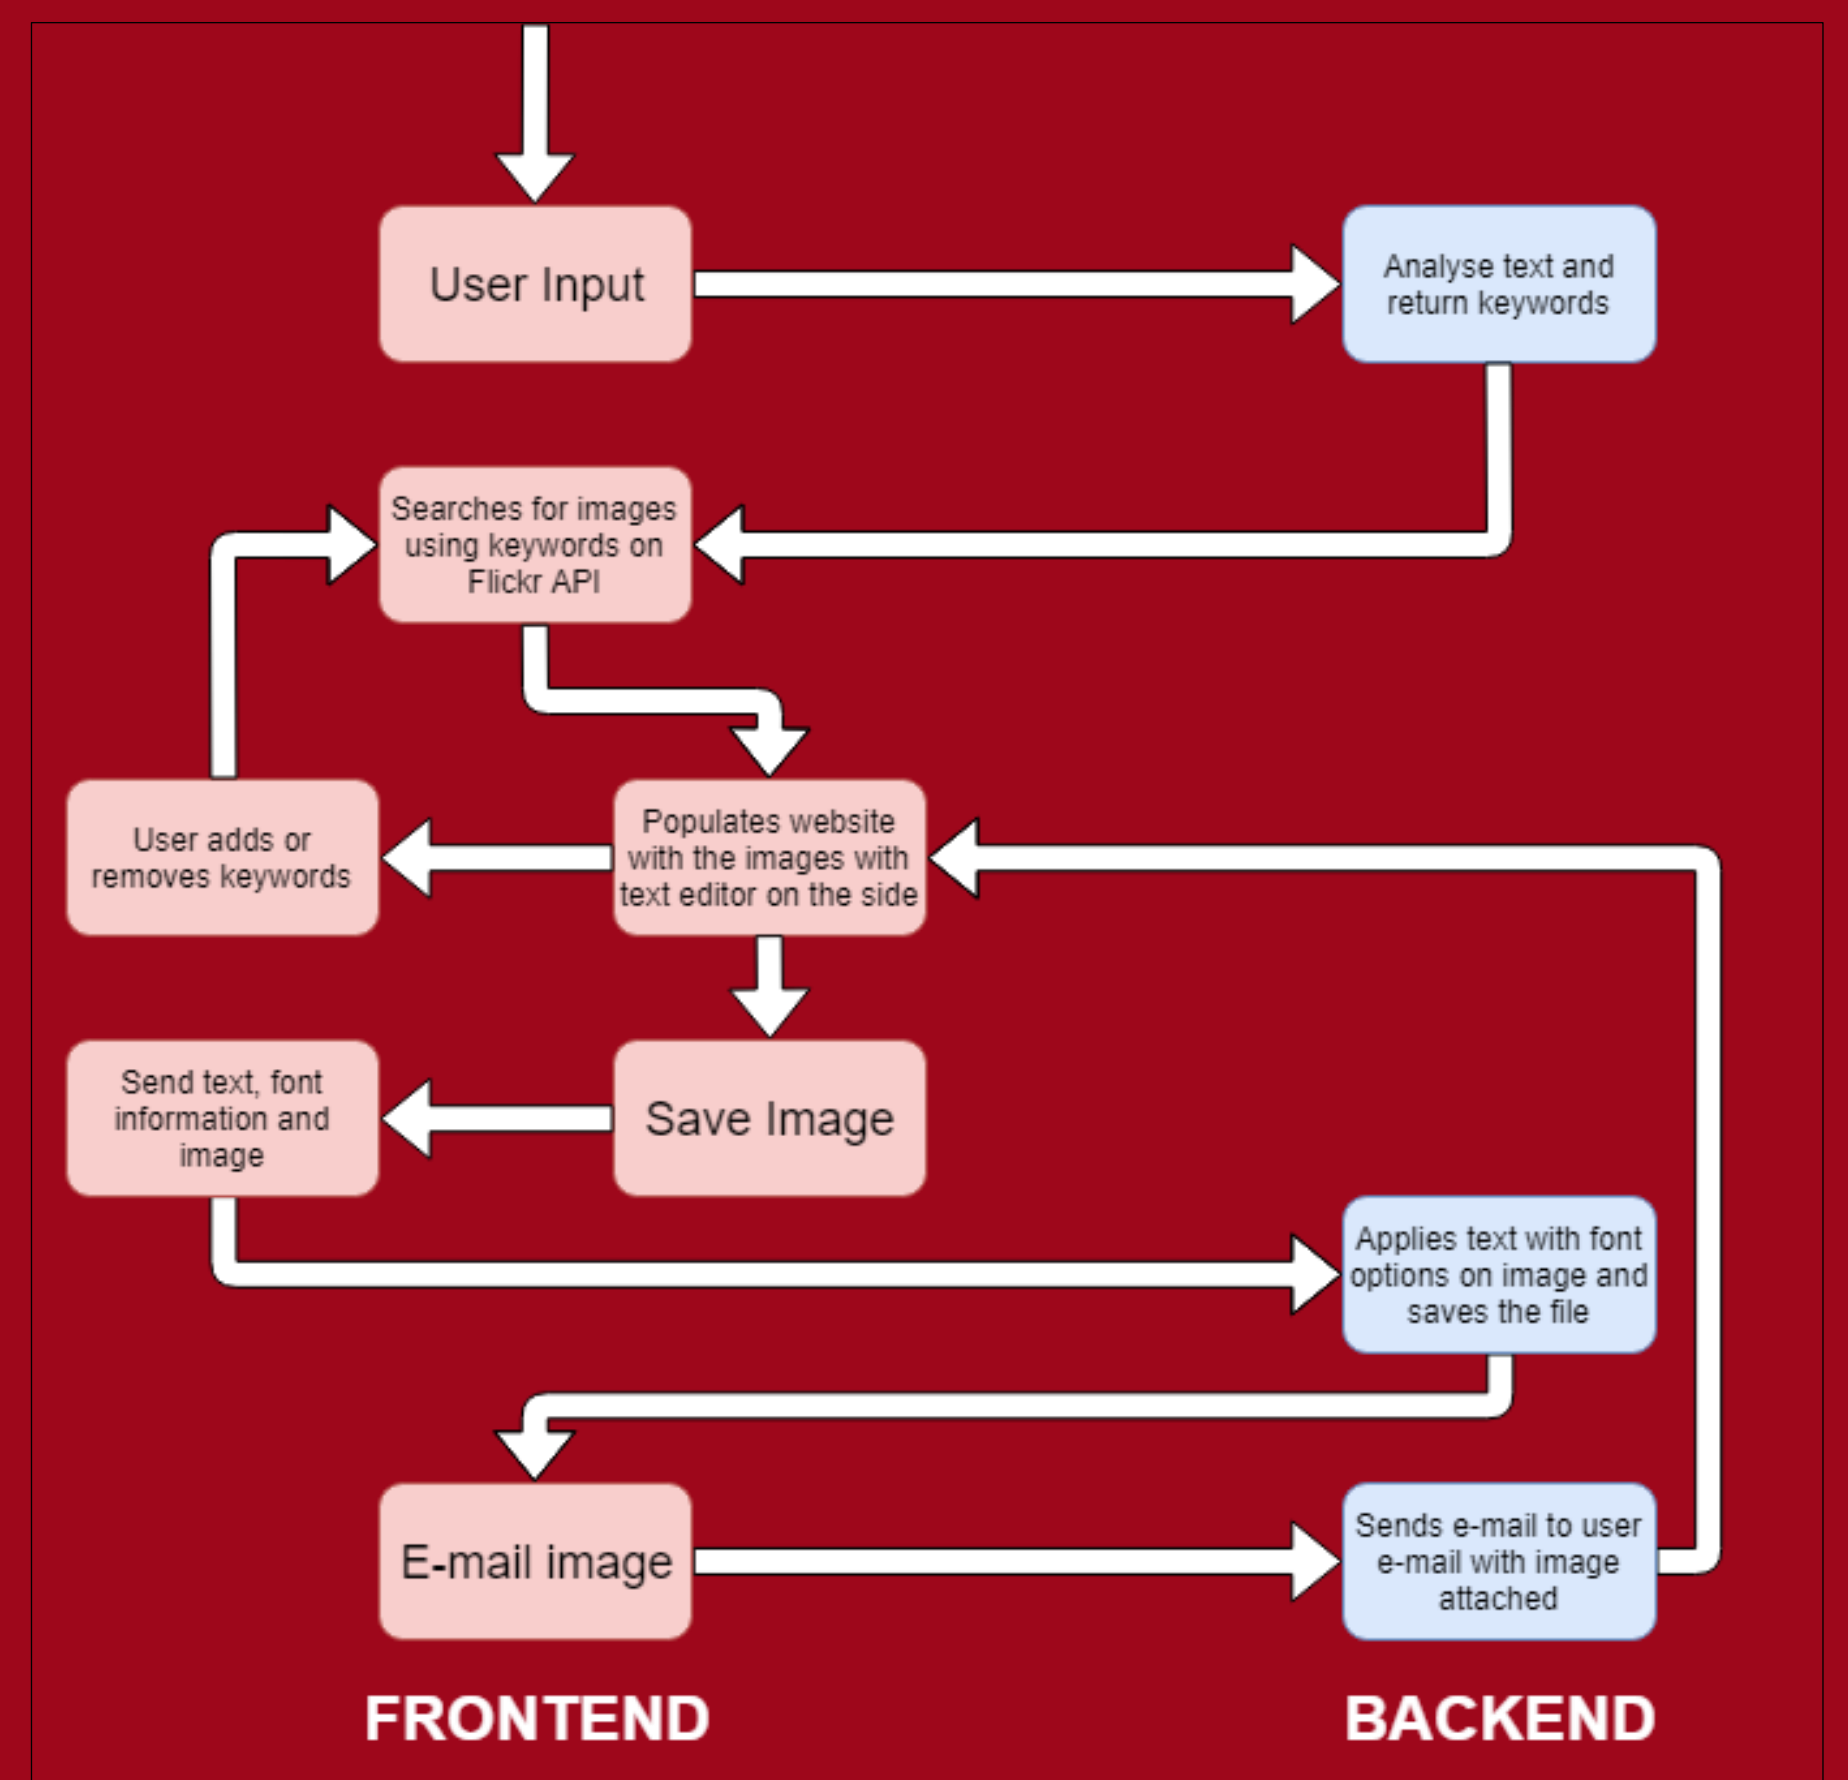 User Input
Analyse text and
return keywords
Searches for images
using keywords on
Flickr API
User adds or
removes keywords
Populates website
with the images with
text editor on the side
Send text, font
information and
image
Save Image
Applies text with font
options on image and
saves the file
E-mail image
Sends e-mail to user
e-mail with image
attached
FRONTEND
BACKEND